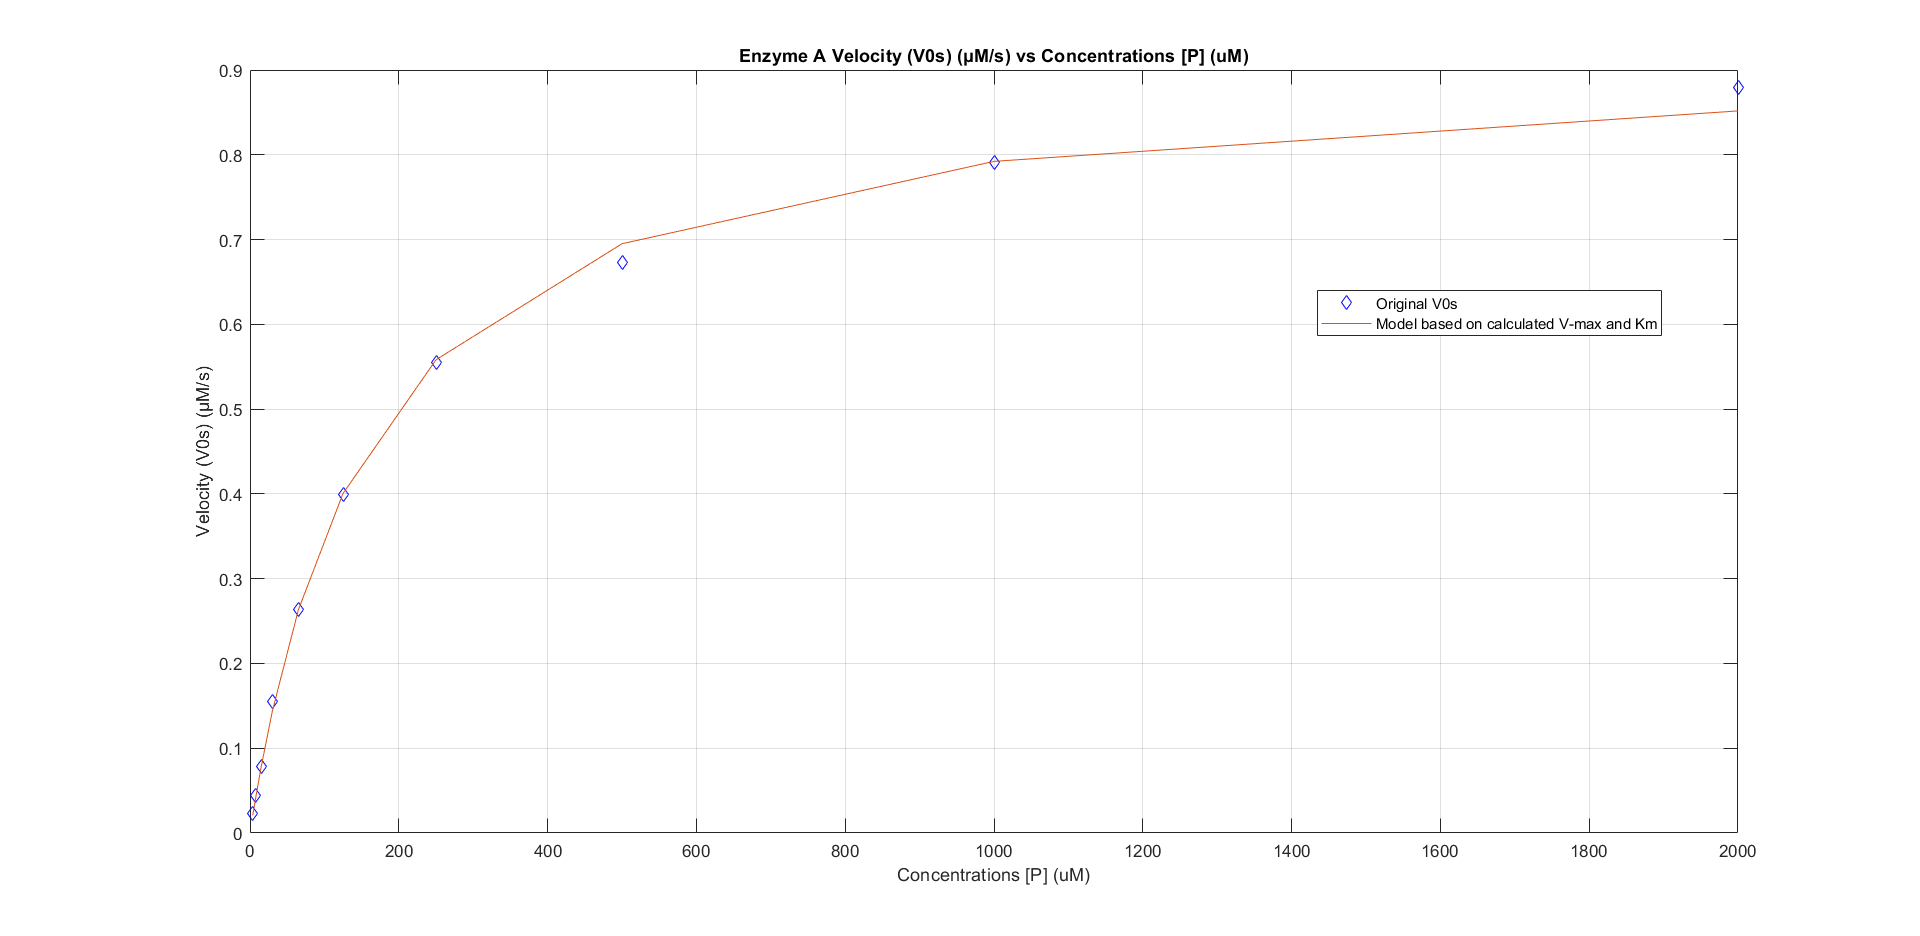 Enzyme A Velocity (V0s) (µM/s) vs Concentrations [P] (uM)
0.9
0.8
0.7
0.6
0.5
0.4
0.3
0.2
0.1
0
Velocity (V0s) (µM/s)
Original V0s
Model based on calculated V-max and Km
0 200 400 600 800 1000 1200 1400 1600 1800 2000
Concentrations [P] (uM)